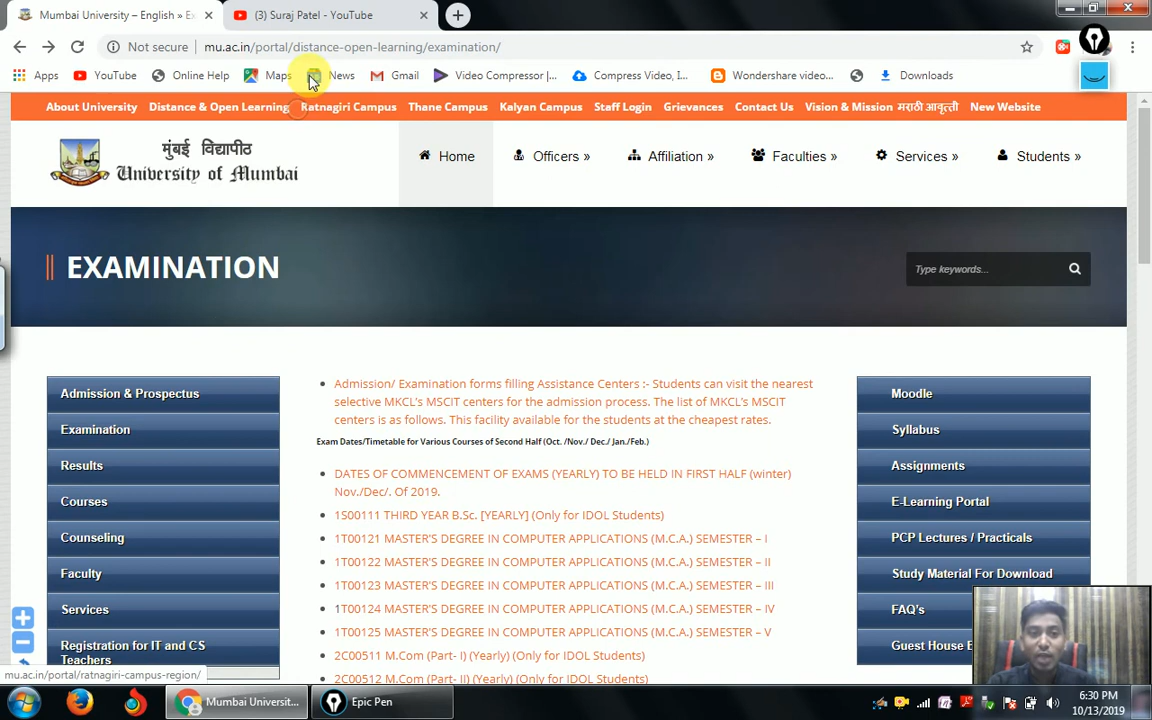 Mumbai University – English » Ex
(3) Suraj Patel - YouTube
Not secure
mu.ac.in/portal/distance-open-learning/examination/
Apps
YouTube
Online Help
Maps
News
Gmail
Video Compressor |...
Compress Video, I...
Wondershare video...
Downloads
About University
Distance & Open Learning
Ratnagiri Campus
Thane Campus
Kalyan Campus
Staff Login
Grievances
Contact Us
Vision & Mission
मराठी आवृत्ती
New Website
मुंबई विद्यापीठ
University of Mumbai
Home
Officers »
Affiliation »
Faculties »
Services »
Students »
EXAMINATION
Type keywords...
Admission & Prospectus
Examination
Results
Courses
Counseling
Faculty
Services
Registration for IT and CS
Teachers
Admission/ Examination forms filling Assistance Centers :- Students can visit the nearest
selective MKCL's MSCIT centers for the admission process. The list of MKCL's MSCIT
centers is as follows. This facility available for the students at the cheapest rates.
Exam Dates/Timetable for Various Courses of Second Half (Oct. /Nov./ Dec./ Jan./Feb.)
DATES OF COMMENCEMENT OF EXAMS (YEARLY) TO BE HELD IN FIRST HALF (winter)
Nov./Dec/. Of 2019.
1S00111 THIRD YEAR B.Sc. [YEARLY] (Only for IDOL Students)
1T00121 MASTER'S DEGREE IN COMPUTER APPLICATIONS (M.C.A.) SEMESTER – I
1T00122 MASTER'S DEGREE IN COMPUTER APPLICATIONS (M.C.A.) SEMESTER – II
1T00123 MASTER'S DEGREE IN COMPUTER APPLICATIONS (M.C.A.) SEMESTER – III
1T00124 MASTER'S DEGREE IN COMPUTER APPLICATIONS (M.C.A.) SEMESTER – IV
1T00125 MASTER'S DEGREE IN COMPUTER APPLICATIONS (M.C.A.) SEMESTER – V
2C00511 M.Com (Part- I) (Yearly) (Only for IDOL Students)
2C00512 M.Com (Part- II) (Yearly) (Only for IDOL Students)
Moodle
Syllabus
Assignments
E-Learning Portal
PCP Lectures / Practicals
Study Material For Download
FAQ's
Guest House
mu.ac.in/portal/ratnagiri-campus-region/
Mumbai Universit...
Epic Pen
6:30 PM
10/13/2019